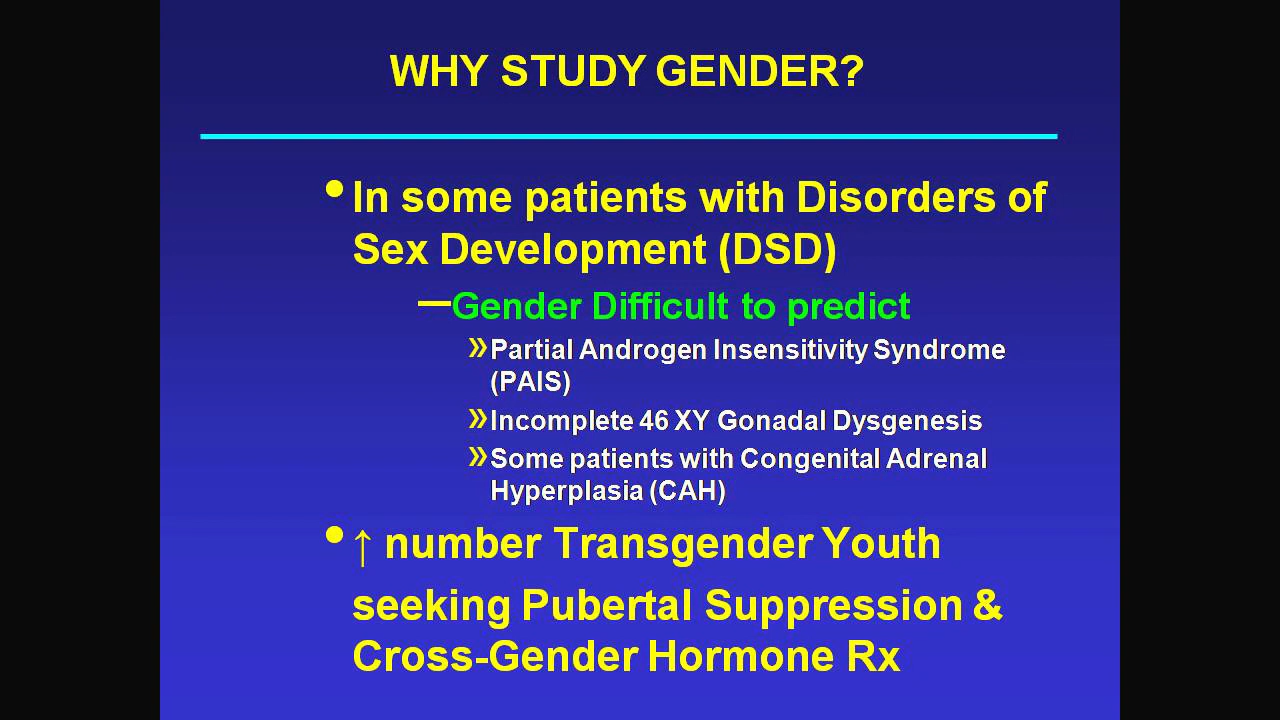 WHY STUDY GENDER?
• In some patients with Disorders of
Sex Development (DSD)
–Gender Difficult to predict
»Partial Androgen Insensitivity Syndrome
(PAIS)
»Incomplete 46 XY Gonadal Dysgenesis
»Some patients with Congenital Adrenal
Hyperplasia (CAH)
• ↑ number Transgender Youth
seeking Pubertal Suppression &
Cross-Gender Hormone Rx